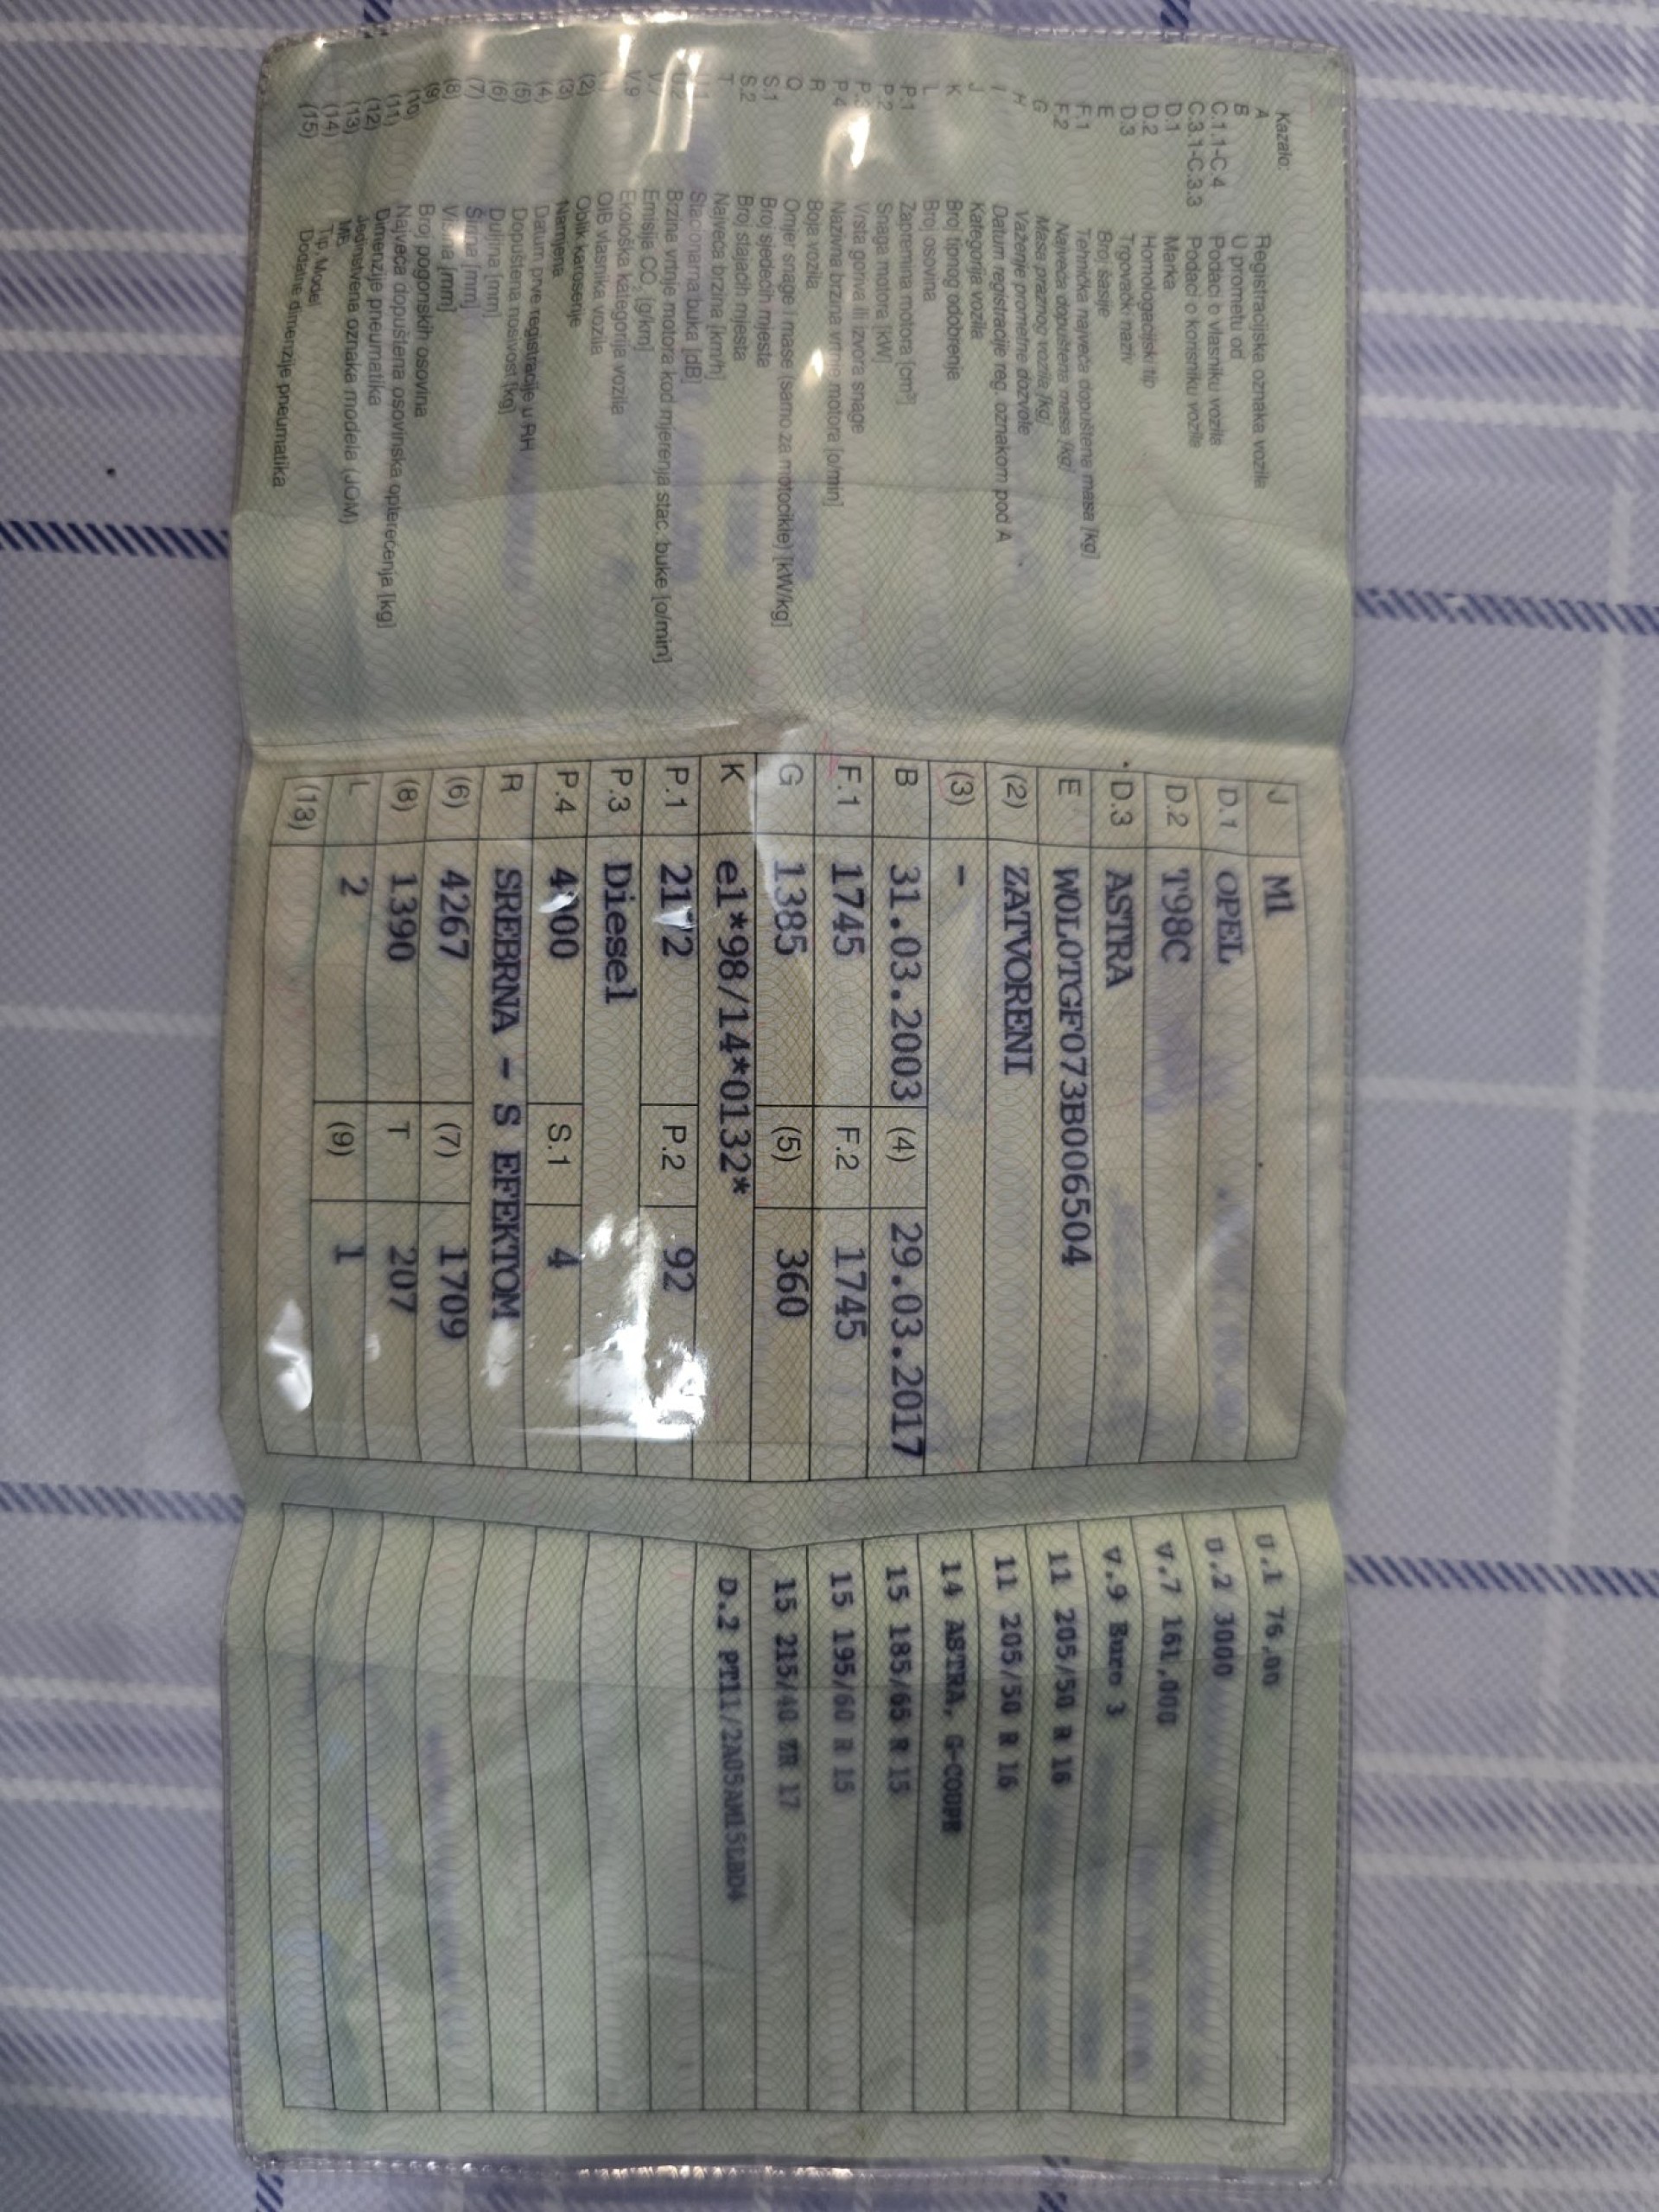 Kazalo:
A Registracijska oznaka vozila
B U prometu od
C.1.1-C.4 Podaci o vlasniku vozila
C.3.1-C.3.3 Podaci o korisniku vozila
D.1 Marka
D.2 Homologacijski tip
D.3 Trgovački naziv
E Broj šasije
F.1 Tehnička najveća dopuštena masa [kg]
F.2 Najveća dopuštena masa [kg]
G Masa praznog vozila [kg]
H Važenje prometne dozvole
I Datum registracije reg. oznakom pod A
J Kategorija vozila
K Broj tipnog odobrenja
L Broj osovina
P.1 Zapremina motora [cm³]
P.2 Snaga motora [kW]
P.3 Vrsta goriva ili izvora snage
P.4 Nazivna brzina vrtnje motora [o/min]
R Boja vozila
Q Omjer snage i mase (samo za motocikle) [kW/kg]
S.1 Broj sjedećih mjesta
S.2 Broj stajaćih mjesta
T Najveća brzina [km/h]
U.1 Stacionarna buka [dB]
U.2 Brzina vrtnje motora kod mjerenja stac. buke [o/min]
V.7 Emisija CO₂ [g/km]
V.9 Ekološka kategorija vozila
OIB vlasnika vozila
(2) Oblik karoserije
(3) Namjena
(4) Datum prve registracije u RH
(5) Dopuštena nosivost [kg]
(6) Duljina [mm]
(7) Širina [mm]
(8) Visina [mm]
(9) Broj pogonskih osovina
(10) Najveća dopuštena osovinska opterećenja [kg]
(11) Dimenzije pneumatika
(12) Jedinstvena oznaka modela (JOM)
(13) MB
(14) Tip, Model
(15) Dodatne dimenzije pneumatika
J M1
D.1 OPEL
D.2 T98C
D.3 ASTRA
E W0L0TGF073B006504
(2) ZATVORENI
(3) -
B 31.03.2003 (4) 29.03.2017
F.1 1745 F.2 1745
G 1385 (5) 360
K e1*98/14*0132*
P.1 2172 P.2 92
P.3 Diesel
P.4 4000 S.1 4
R SREBRNA - S EFEKTOM
(6) 4267 (7) 1709
(8) 1390 T 207
L 2 (9) 1
(13)
U.1 76,00
U.2 3000
V.7 161,000
V.9 Euro 3
11 205/50 R 16
11 205/50 R 16
14 ASTRA, G-COUPE
15 185/65 R 15
15 195/60 R 15
15 215/40 ZR 17
D.2 PT11/2A05AM15LBD4